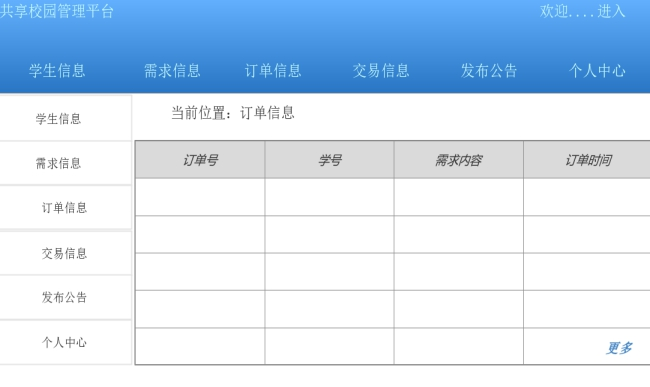 共享校园管理平台 欢迎....进入
学生信息 需求信息 订单信息 交易信息 发布公告 个人中心
学生信息
需求信息
订单信息
交易信息
发布公告
个人中心
当前位置：订单信息
订单号 学号 需求内容 订单时间
更多